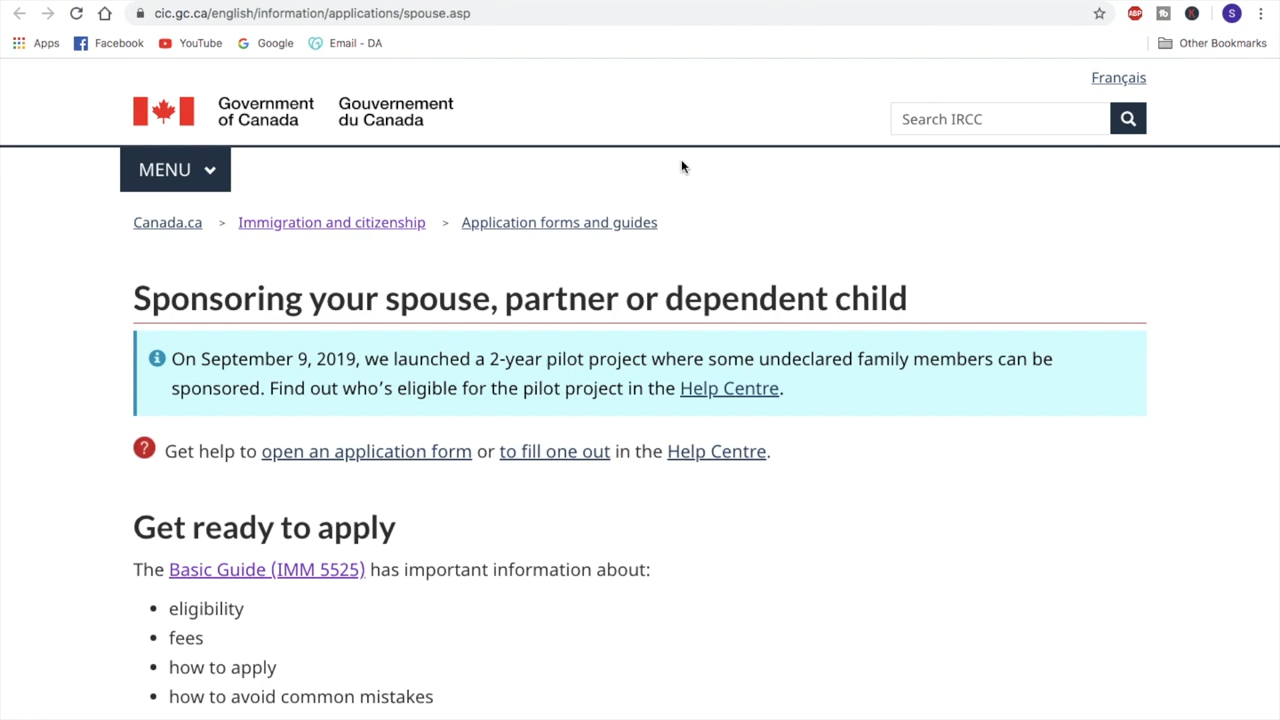 cic.gc.ca/english/information/applications/spouse.asp
ABP
K
S
Apps
Facebook
YouTube
Google
Email - DA
Other Bookmarks
Français
Government of Canada
Gouvernement du Canada
Search IRCC
MENU
Canada.ca > Immigration and citizenship > Application forms and guides
Sponsoring your spouse, partner or dependent child
On September 9, 2019, we launched a 2-year pilot project where some undeclared family members can be
sponsored. Find out who’s eligible for the pilot project in the Help Centre.
Get help to open an application form or to fill one out in the Help Centre.
Get ready to apply
The Basic Guide (IMM 5525) has important information about:
• eligibility
• fees
• how to apply
• how to avoid common mistakes